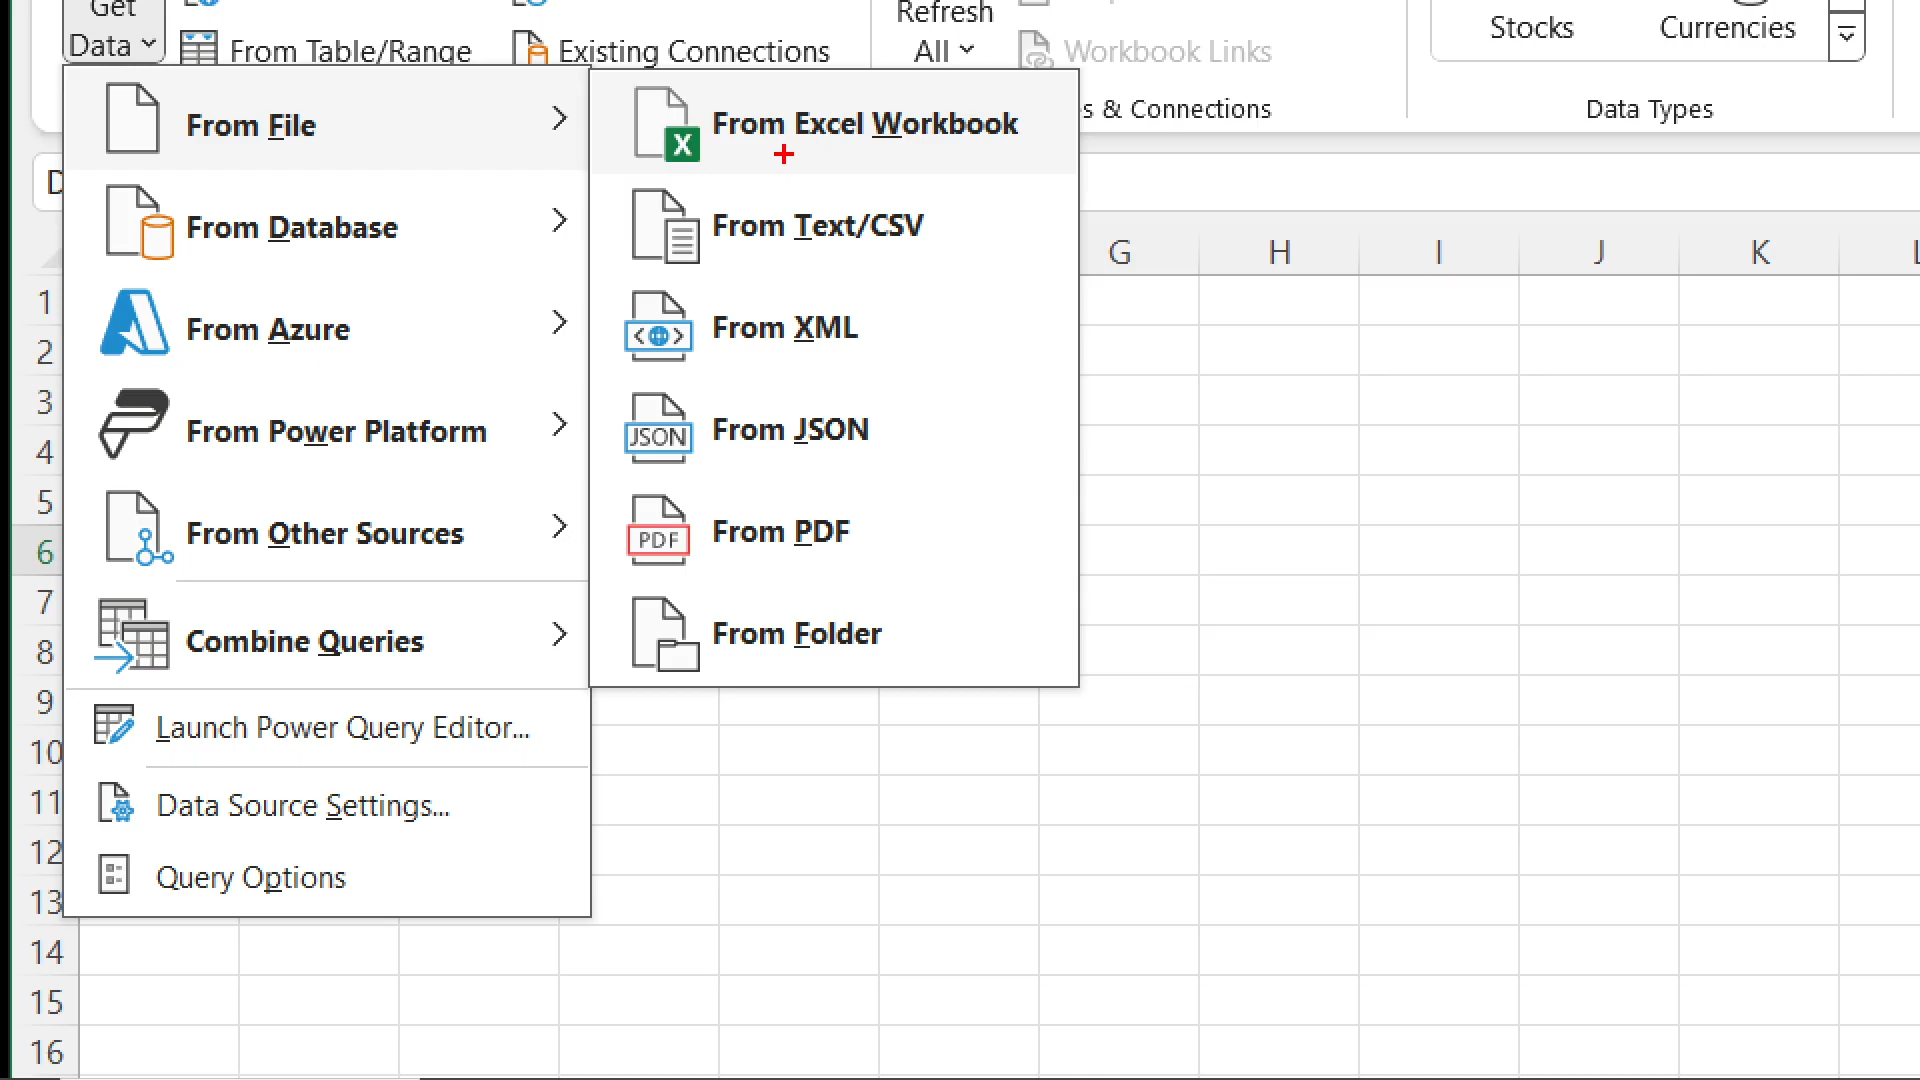 Get
Data
From Table/Range
Existing Connections
Refresh
All
Workbook Links
s & Connections
Stocks
Currencies
Data Types
From File
From Database
From Azure
From Power Platform
From Other Sources
Combine Queries
Launch Power Query Editor...
Data Source Settings...
Query Options
X
From Excel Workbook
From Text/CSV
From XML
JSON
From JSON
PDF
From PDF
From Folder
G H I J K
1
2
3
4
5
6
7
8
9
10
11
12
13
14
15
16